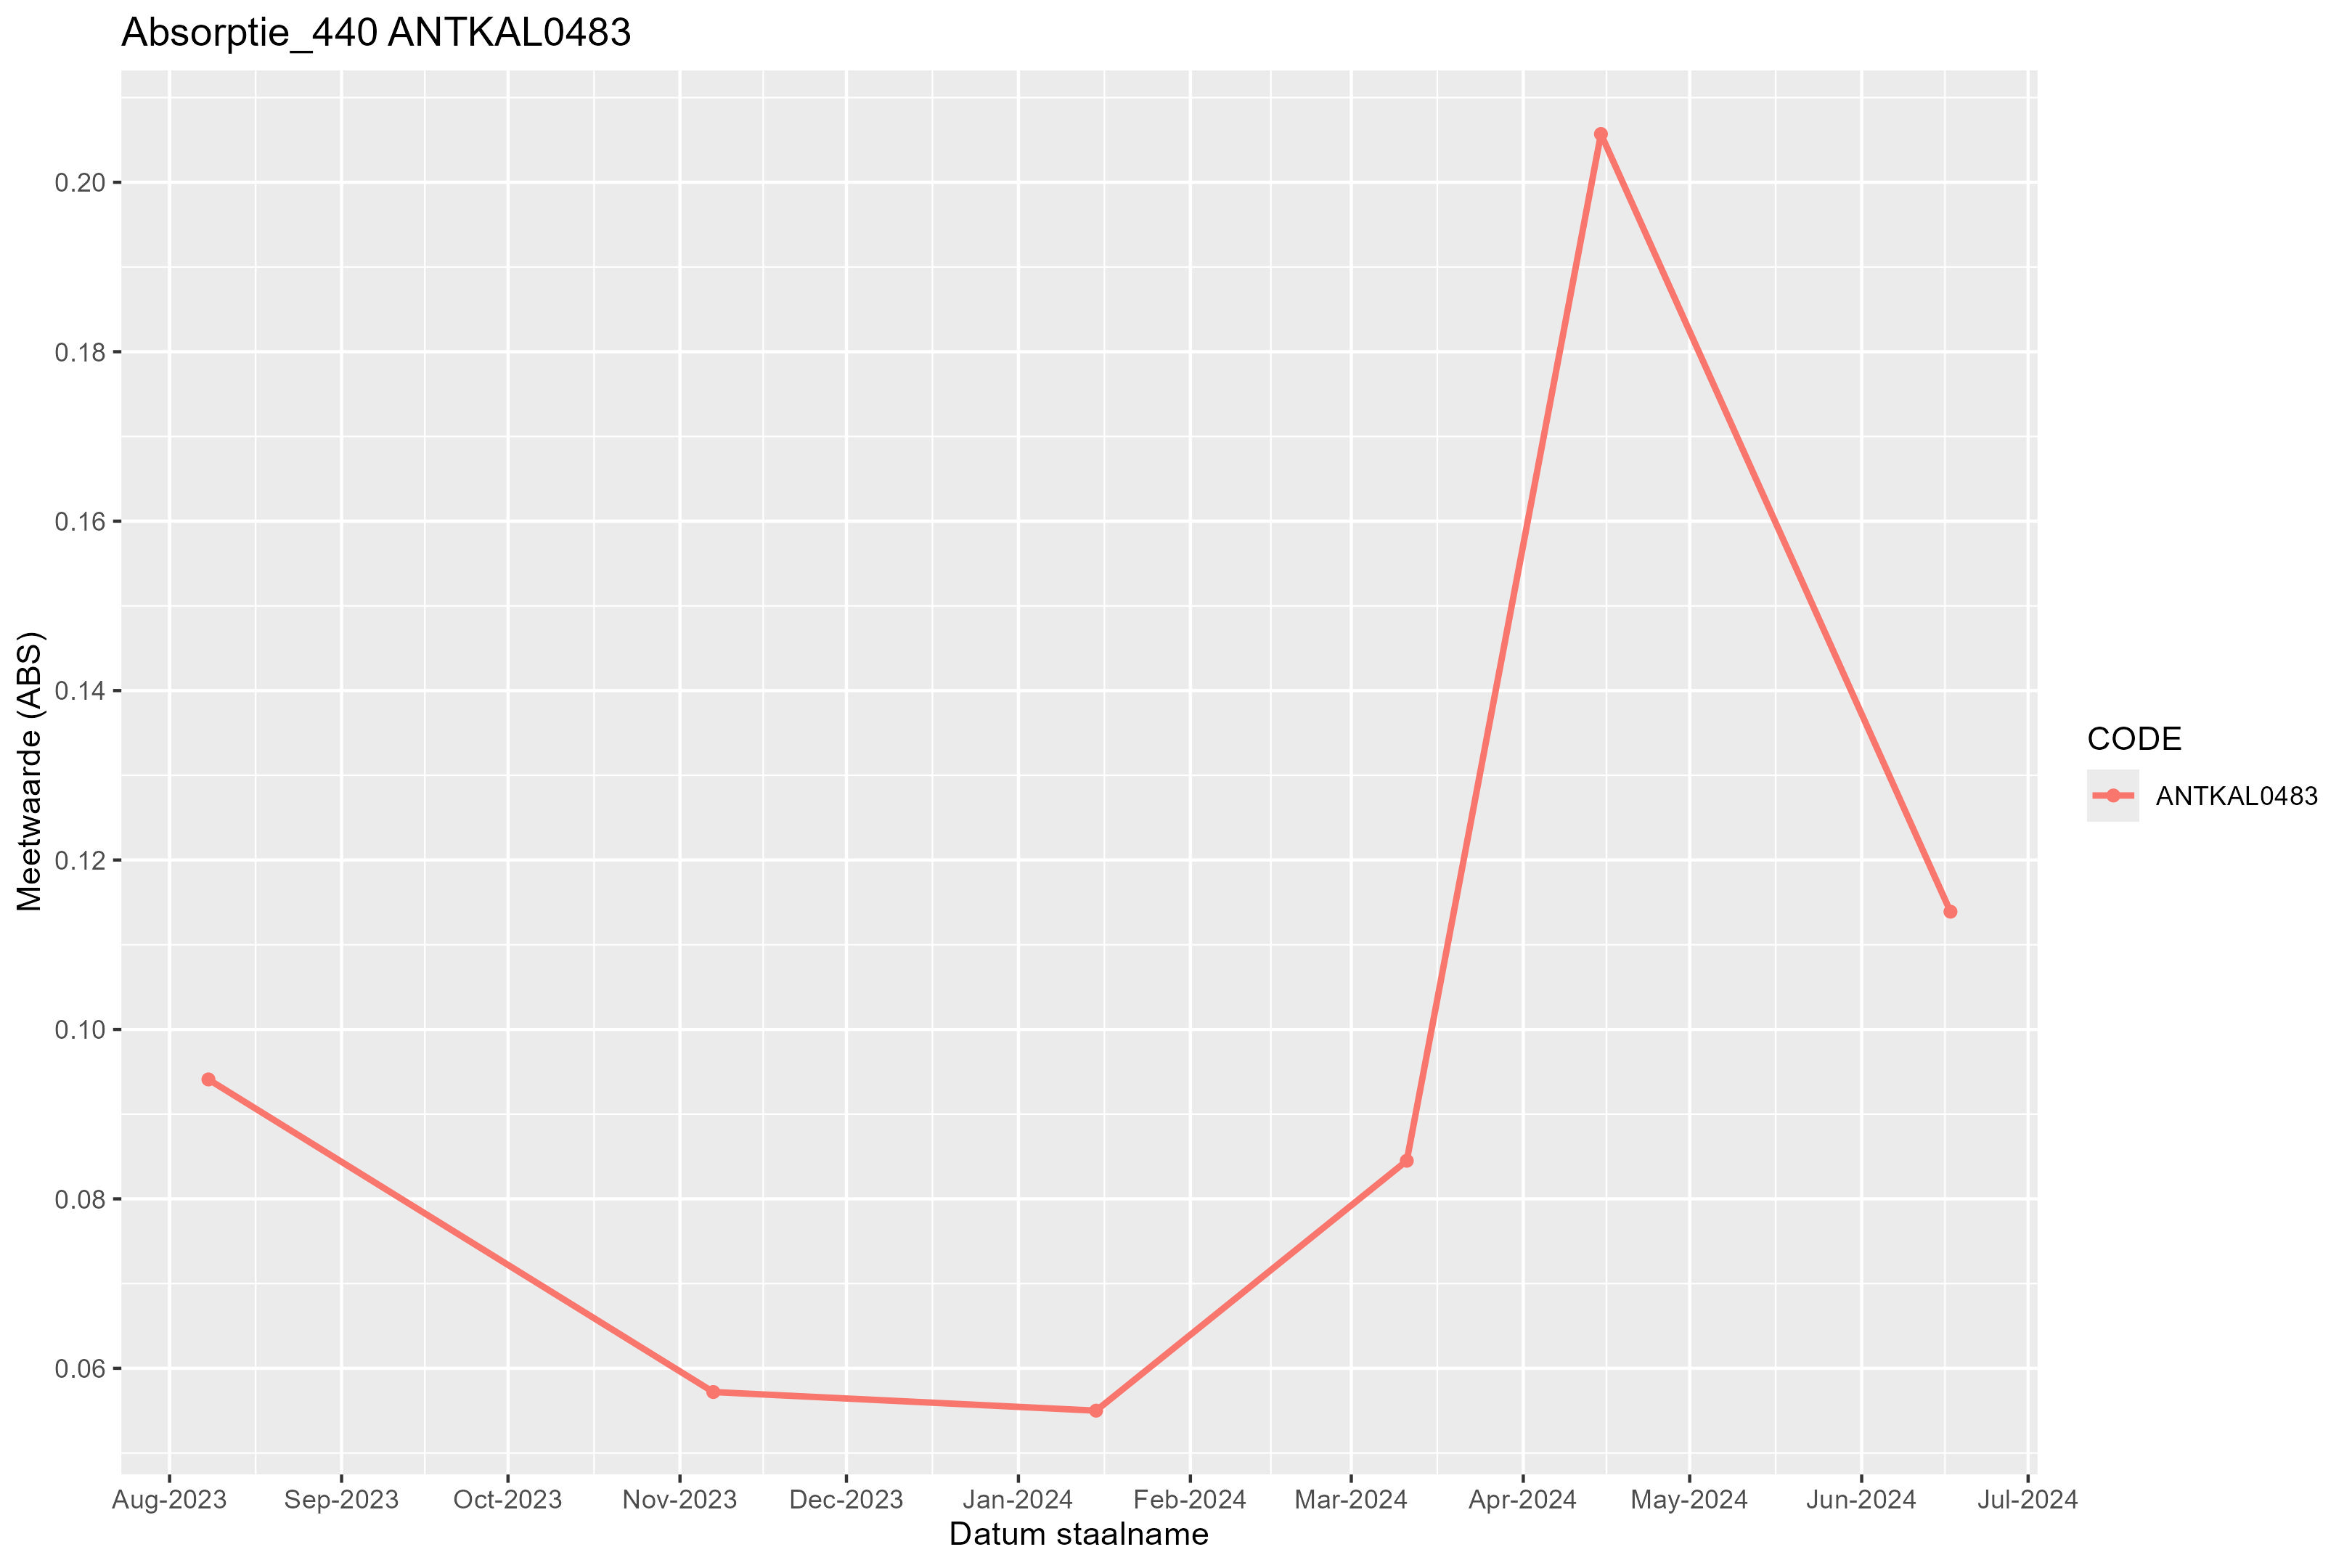 Absorptie_440 ANTKAL0483
Meetwaarde (ABS)
0.20
0.18
0.16
0.14
0.12
0.10
0.08
0.06
Aug-2023 Sep-2023 Oct-2023 Nov-2023 Dec-2023 Jan-2024 Feb-2024 Mar-2024 Apr-2024 May-2024 Jun-2024 Jul-2024
Datum staalname
CODE
ANTKAL0483